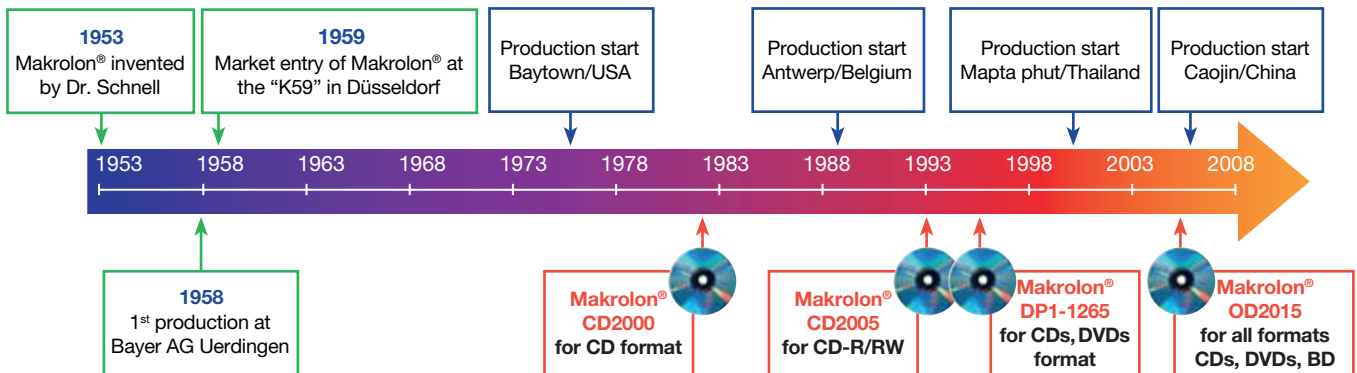 1953
Makrolon® invented
by Dr. Schnell
1959
Market entry of Makrolon® at
the “K59” in Düsseldorf
Production start
Baytown/USA
Production start
Antwerp/Belgium
Production start
Mapta phut/Thailand
Production start
Caojin/China
1953 1958 1963 1968 1973 1978 1983 1988 1993 1998 2003 2008
1958
1st production at
Bayer AG Uerdingen
Makrolon®
CD2000
for CD format
Makrolon®
CD2005
for CD-R/RW
Makrolon®
DP1-1265
for CDs, DVDs
format
Makrolon®
OD2015
for all formats
CDs, DVDs, BD